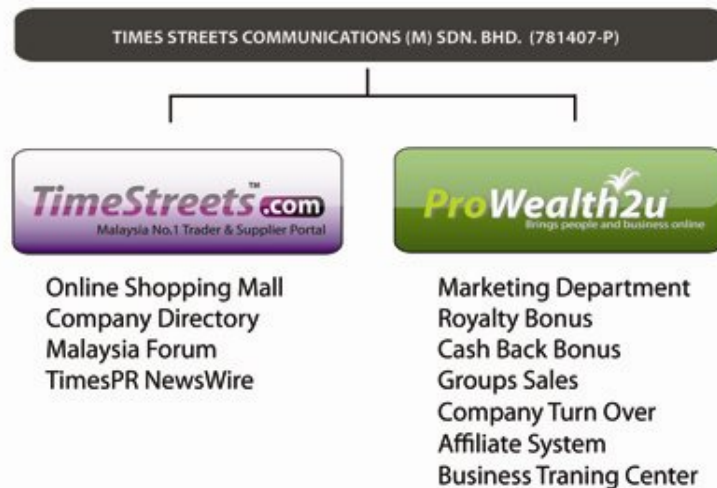 TIMES STREETS COMMUNICATIONS (M) SDN. BHD. (781407-P)
TimeStreets™.com
Malaysia No.1 Trader & Supplier Portal
ProWealth2u
Brings people and business online
Online Shopping Mall
Company Directory
Malaysia Forum
TimesPR NewsWire
Marketing Department
Royalty Bonus
Cash Back Bonus
Groups Sales
Company Turn Over
Affiliate System
Business Traning Center